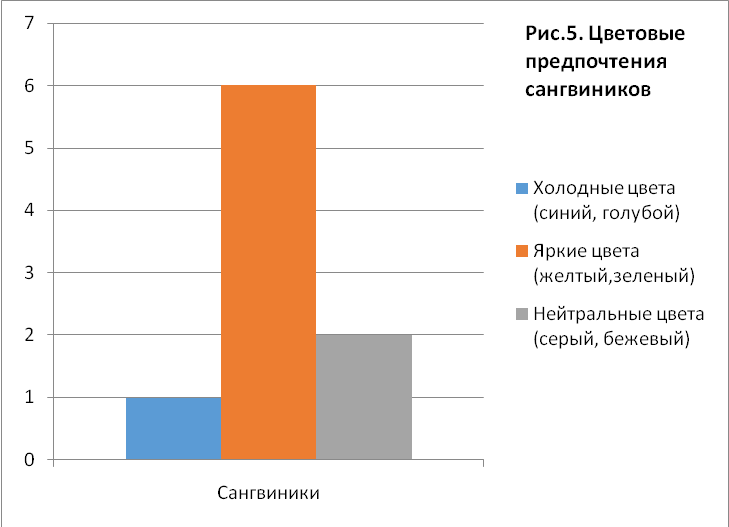 Рис.5. Цветовые
предпочтения
сангвиников
7
6
5
4
3
2
1
0
Сангвиники
Холодные цвета
(синий, голубой)
Яркие цвета
(желтый,зеленый)
Нейтральные цвета
(серый, бежевый)